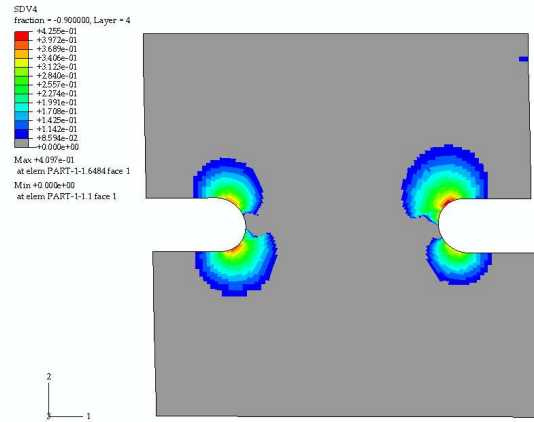 SDV4
fraction = -0.900000, Layer = 4
+4.255e-01
+3.972e-01
+3.689e-01
+3.406e-01
+3.123e-01
+2.840e-01
+2.557e-01
+2.274e-01
+1.991e-01
+1.708e-01
+1.425e-01
+1.142e-01
+8.594e-02
+0.000e+00
Max +4.097e-01
at elem PART-1-1.6484 face 1
Min +0.000e+00
at elem PART-1-1.1 face 1
2
3 1